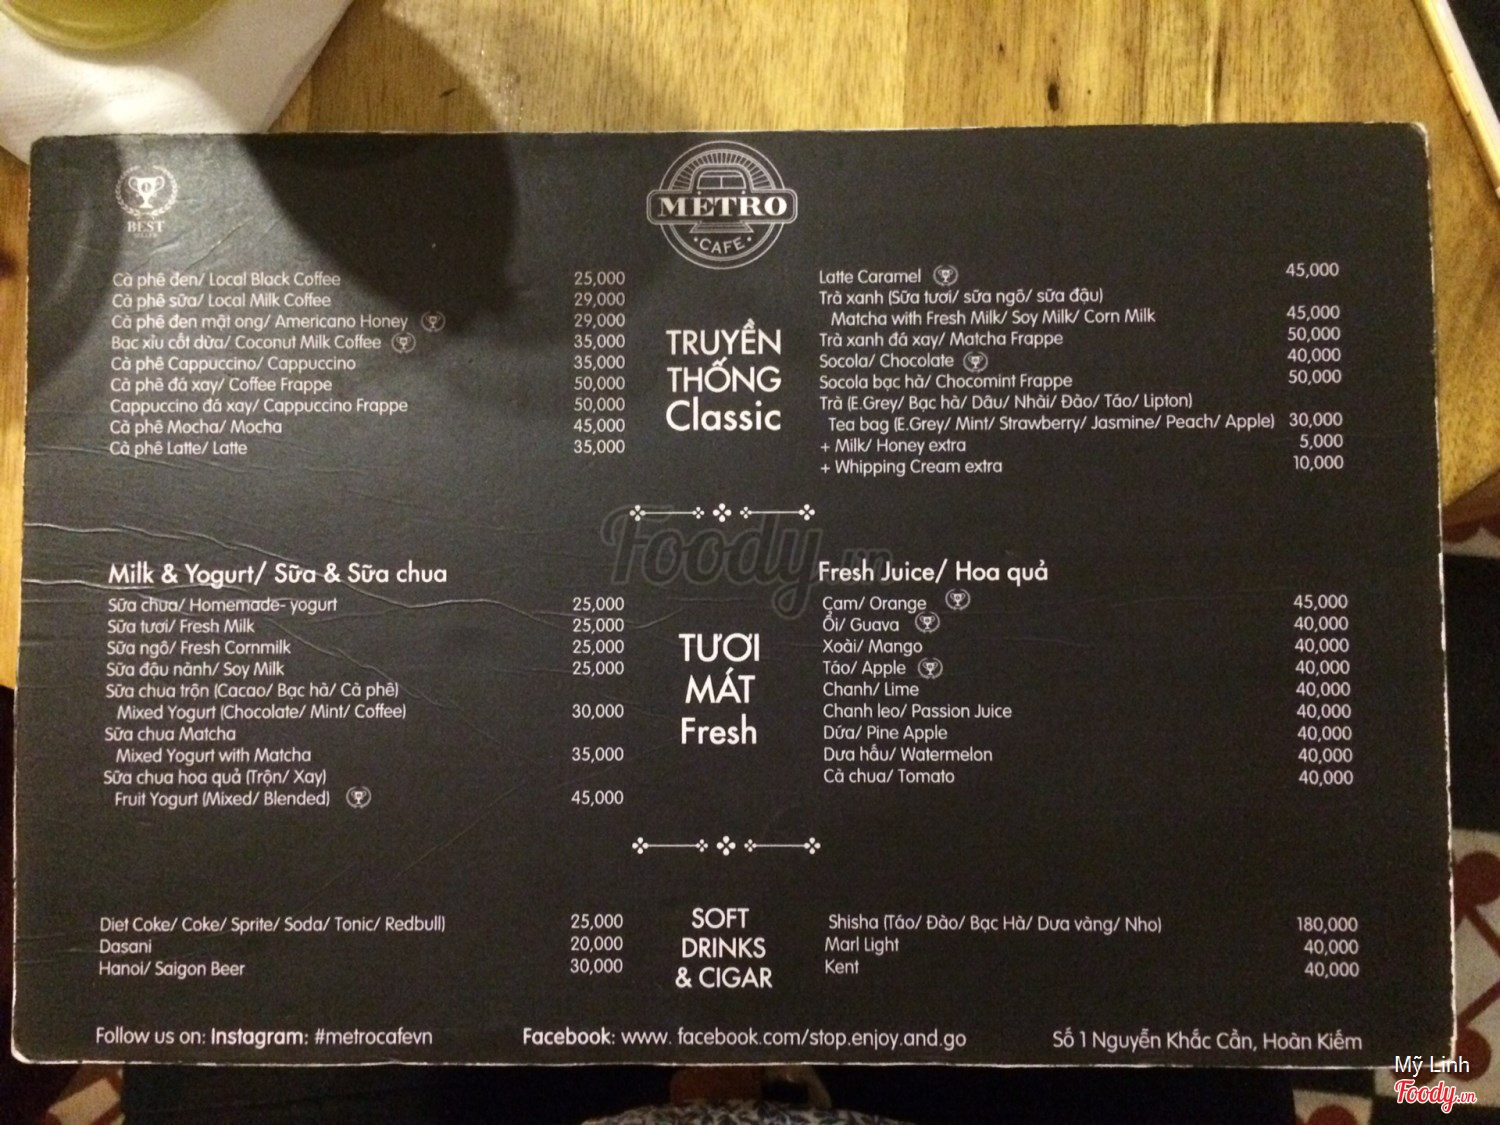 BEST
METRO
CAFE
Cà phê đen/ Local Black Coffee 25,000
Cà phê sữa/ Local Milk Coffee 29,000
Cà phê đen mật ong/ Americano Honey 29,000
Bạc xỉu cốt dừa/ Coconut Milk Coffee 35,000
Cà phê Cappuccino/ Cappuccino 35,000
Cà phê đá xay/ Coffee Frappe 50,000
Cappuccino đá xay/ Cappuccino Frappe 50,000
Cà phê Mocha/ Mocha 45,000
Cà phê Latte/ Latte 35,000
TRUYỀN
THỐNG
Classic
Latte Caramel 45,000
Trà xanh (Sữa tươi/ sữa ngô/ sữa đậu)
Matcha with Fresh Milk/ Soy Milk/ Corn Milk 45,000
Trà xanh đá xay/ Matcha Frappe 50,000
Socola/ Chocolate 40,000
Socola bạc hà/ Chocomint Frappe 50,000
Trà (E.Grey/ Bạc hà/ Dâu/ Nhài/ Đào/ Táo/ Lipton)
Tea bag (E.Grey/ Mint/ Strawberry/ Jasmine/ Peach/ Apple) 30,000
+ Milk/ Honey extra 5,000
+ Whipping Cream extra 10,000
Foody.vn
Milk & Yogurt/ Sữa & Sữa chua
Sữa chua/ Homemade- yogurt 25,000
Sữa tươi/ Fresh Milk 25,000
Sữa ngô/ Fresh Cornmilk 25,000
Sữa đậu nành/ Soy Milk 25,000
Sữa chua trộn (Cacao/ Bạc hà/ Cà phê)
Mixed Yogurt (Chocolate/ Mint/ Coffee) 30,000
Sữa chua Matcha
Mixed Yogurt with Matcha 35,000
Sữa chua hoa quả (Trộn/ Xay)
Fruit Yogurt (Mixed/ Blended) 45,000
TƯƠI
MÁT
Fresh
Fresh Juice/ Hoa quả
Cam/ Orange 45,000
Ổi/ Guava 40,000
Xoài/ Mango 40,000
Táo/ Apple 40,000
Chanh/ Lime 40,000
Chanh leo/ Passion Juice 40,000
Dứa/ Pine Apple 40,000
Dưa hấu/ Watermelon 40,000
Cà chua/ Tomato 40,000
Diet Coke/ Coke/ Sprite/ Soda/ Tonic/ Redbull) 25,000
Dasani 20,000
Hanoi/ Saigon Beer 30,000
SOFT
DRINKS
& CIGAR
Shisha (Táo/ Đào/ Bạc Hà/ Dưa vàng/ Nho) 180,000
Marl Light 40,000
Kent 40,000
Follow us on: Instagram: #metrocafevn
Facebook: www. facebook.com/stop.enjoy.and.go
Số 1 Nguyễn Khắc Cần, Hoàn Kiếm
Mỹ Linh
Foody.vn